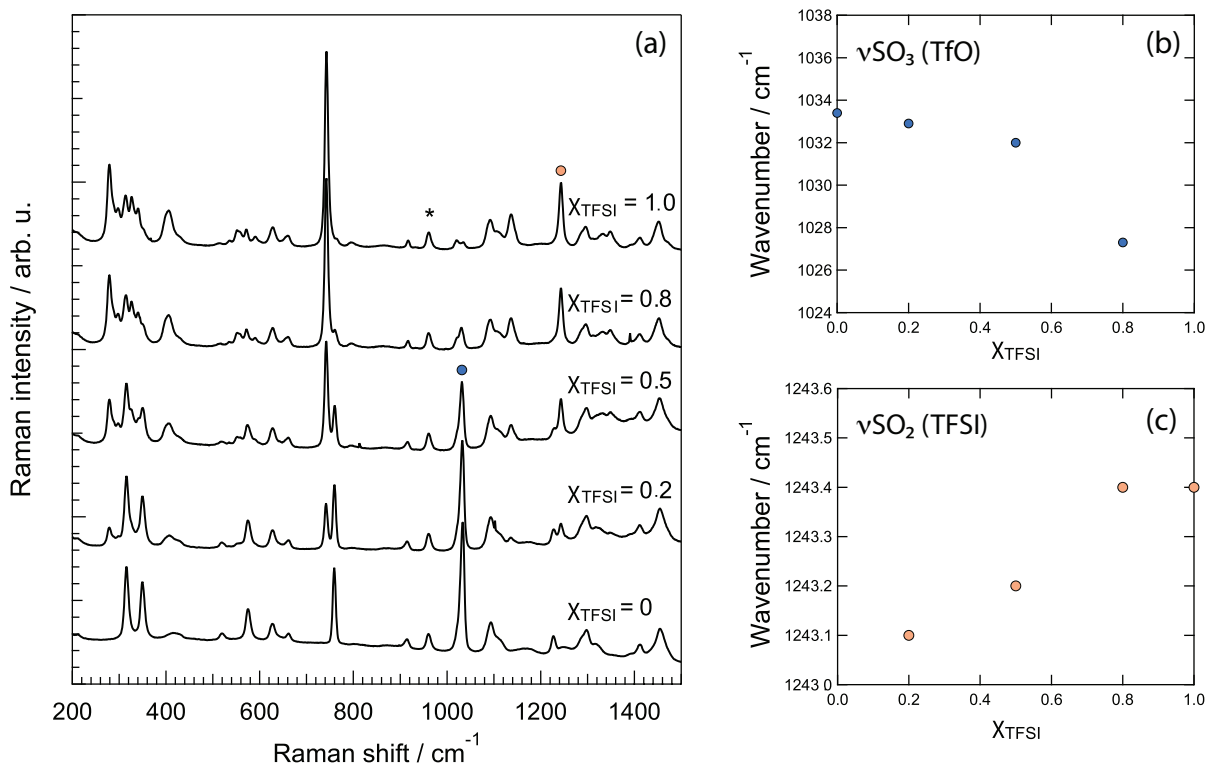 (a)
Raman intensity / arb. u.
*
χTFSI = 1.0
χTFSI = 0.8
χTFSI = 0.5
χTFSI = 0.2
χTFSI = 0
200 400 600 800 1000 1200 1400
Raman shift / cm⁻¹
(b)
νSO₃ (TfO)
Wavenumber / cm⁻¹
1038
1036
1034
1032
1030
1028
1026
1024
0.0 0.2 0.4 0.6 0.8 1.0
χTFSI
(c)
νSO₂ (TFSI)
Wavenumber / cm⁻¹
1243.6
1243.5
1243.4
1243.3
1243.2
1243.1
1243.0
0.0 0.2 0.4 0.6 0.8 1.0
χTFSI